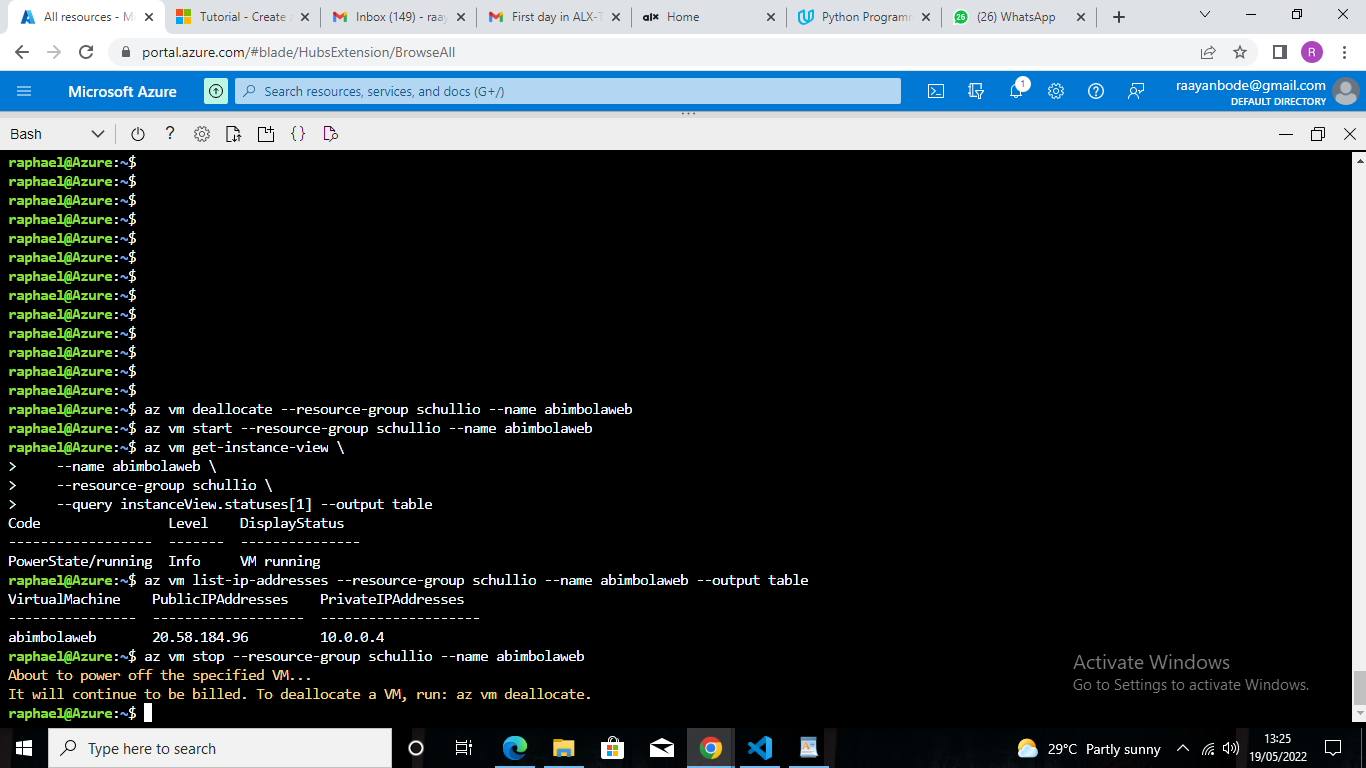 All resources - Mi
Tutorial - Create a
Inbox (149) - raay
First day in ALX-T
alx Home
Python Programm
26 (26) WhatsApp
portal.azure.com/#blade/HubsExtension/BrowseAll
R
Microsoft Azure
Search resources, services, and docs (G+/)
1
raayanbode@gmail.com
DEFAULT DIRECTORY
Bash
?
{}
raphael@Azure:~$
raphael@Azure:~$
raphael@Azure:~$
raphael@Azure:~$
raphael@Azure:~$
raphael@Azure:~$
raphael@Azure:~$
raphael@Azure:~$
raphael@Azure:~$
raphael@Azure:~$
raphael@Azure:~$
raphael@Azure:~$
raphael@Azure:~$
raphael@Azure:~$ az vm deallocate --resource-group schullio --name abimbolaweb
raphael@Azure:~$ az vm start --resource-group schullio --name abimbolaweb
raphael@Azure:~$ az vm get-instance-view \
>     --name abimbolaweb \
>     --resource-group schullio \
>     --query instanceView.statuses[1] --output table
Code                Level    DisplayStatus
------------------  -------  ---------------
PowerState/running  Info     VM running
raphael@Azure:~$ az vm list-ip-addresses --resource-group schullio --name abimbolaweb --output table
VirtualMachine    PublicIPAddresses    PrivateIPAddresses
----------------  -------------------  --------------------
abimbolaweb       20.58.184.96         10.0.0.4
raphael@Azure:~$ az vm stop --resource-group schullio --name abimbolaweb
About to power off the specified VM...
It will continue to be billed. To deallocate a VM, run: az vm deallocate.
raphael@Azure:~$
Activate Windows
Go to Settings to activate Windows.
Type here to search
29°C Partly sunny
13:25
19/05/2022